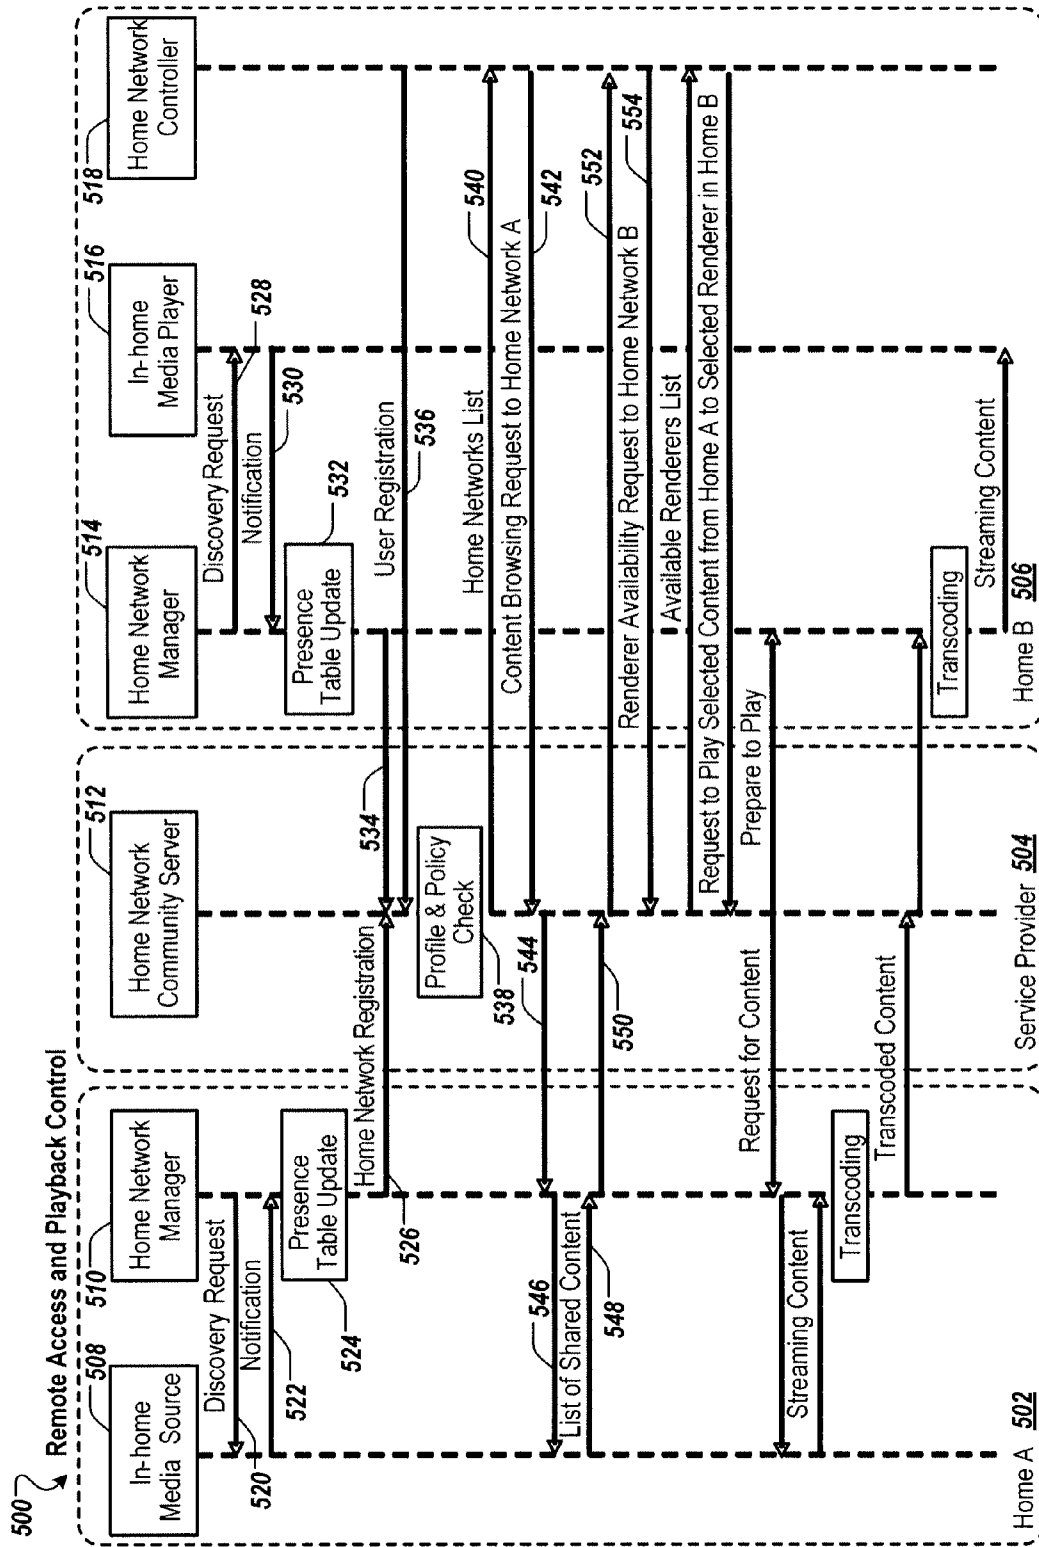 500
Remote Access and Playback Control
508
In-home
Media Source
510
Home Network
Manager
512
Home Network
Community Server
514
Home Network
Manager
516
In-home
Media Player
518
Home Network
Controller
Discovery Request
520
Notification
522
Presence
Table Update
524
Discovery Request
528
Notification
530
Presence
Table Update
532
Home Network Registration
526
534
User Registration
536
Profile & Policy
Check
538
Home Networks List
540
Content Browsing Request to Home Network A
542
544
546
List of Shared Content
548
550
Renderer Availability Request to Home Network B
552
554
Available Renderers List
Request to Play Selected Content from Home A to Selected Renderer in Home B
Request for Content
Prepare to Play
Streaming Content
Transcoding
Transcoded Content
Transcoding
Streaming Content
Home A 502
Service Provider 504
Home B 506